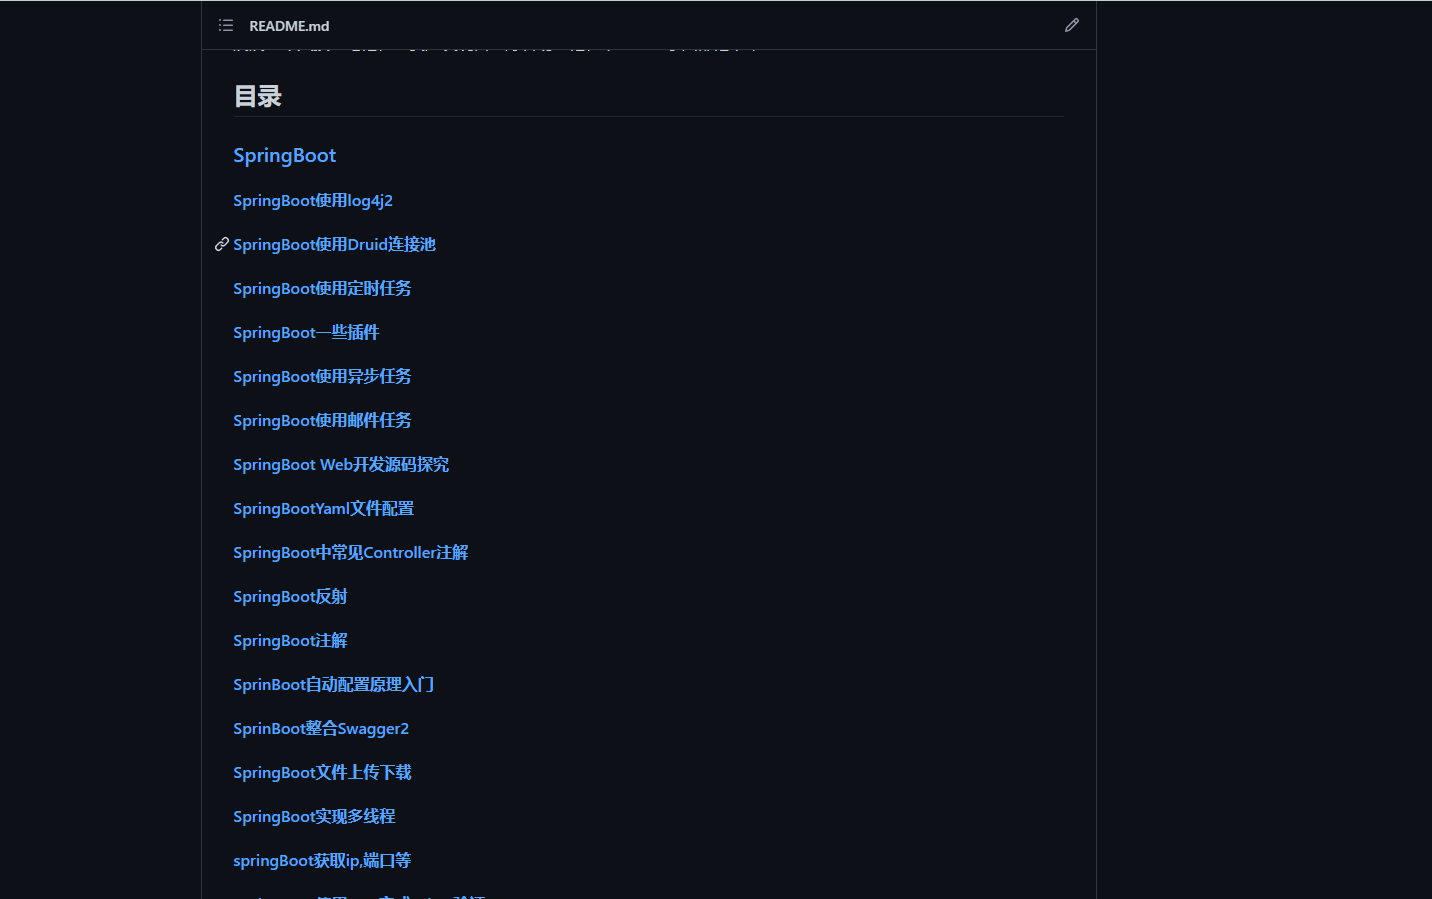 README.md
目录
SpringBoot
SpringBoot使用log4j2
SpringBoot使用Druid连接池
SpringBoot使用定时任务
SpringBoot一些插件
SpringBoot使用异步任务
SpringBoot使用邮件任务
SpringBoot Web开发源码探究
SpringBootYaml文件配置
SpringBoot中常见Controller注解
SpringBoot反射
SpringBoot注解
SprinBoot自动配置原理入门
SprinBoot整合Swagger2
SpringBoot文件上传下载
SpringBoot实现多线程
springBoot获取ip,端口等